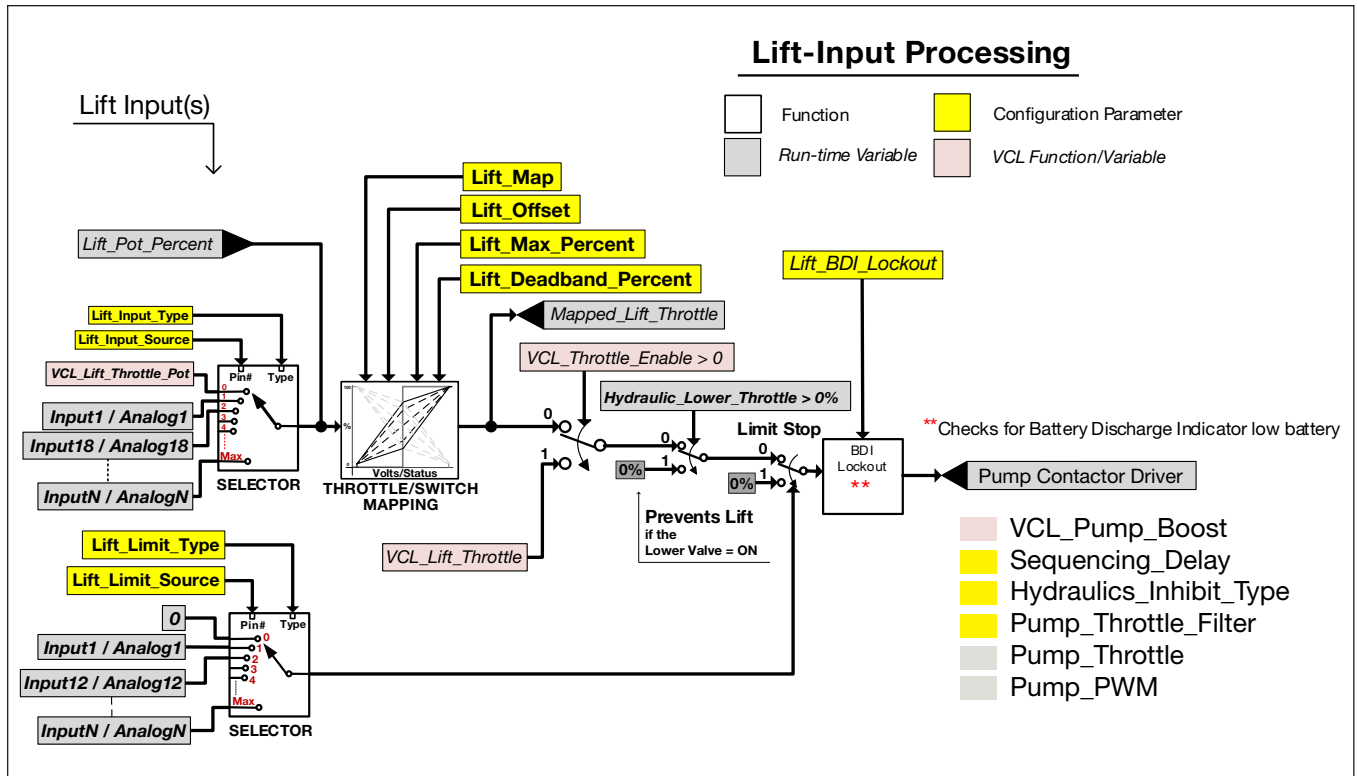 Lift-Input Processing
Lift Input(s)
Function
Configuration Parameter
Run-time Variable
VCL Function/Variable
Lift_Map
Lift_Offset
Lift_Max_Percent
Lift_Deadband_Percent
Lift_Pot_Percent
Lift_BDI_Lockout
Mapped_Lift_Throttle
Lift_Input_Type
Lift_Input_Source
VCL_Throttle_Enable > 0
VCL_Lift_Throttle_Pot
Pin# Type
0
1
2
3
4
Max
Input1 / Analog1
Input18 / Analog18
InputN / AnalogN
SELECTOR
100
%
0
Volts/Status
THROTTLE/SWITCH
MAPPING
Hydraulic_Lower_Throttle > 0%
0
1
0
1
0%
Limit Stop
0
1
0%
BDI
Lockout
**
**Checks for Battery Discharge Indicator low battery
Pump Contactor Driver
Prevents Lift
if the
Lower Valve = ON
VCL_Lift_Throttle
Lift_Limit_Type
Lift_Limit_Source
Pin# Type
0
0
1
2
3
4
Max
Input1 / Analog1
Input12 / Analog12
InputN / AnalogN
SELECTOR
VCL_Pump_Boost
Sequencing_Delay
Hydraulics_Inhibit_Type
Pump_Throttle_Filter
Pump_Throttle
Pump_PWM